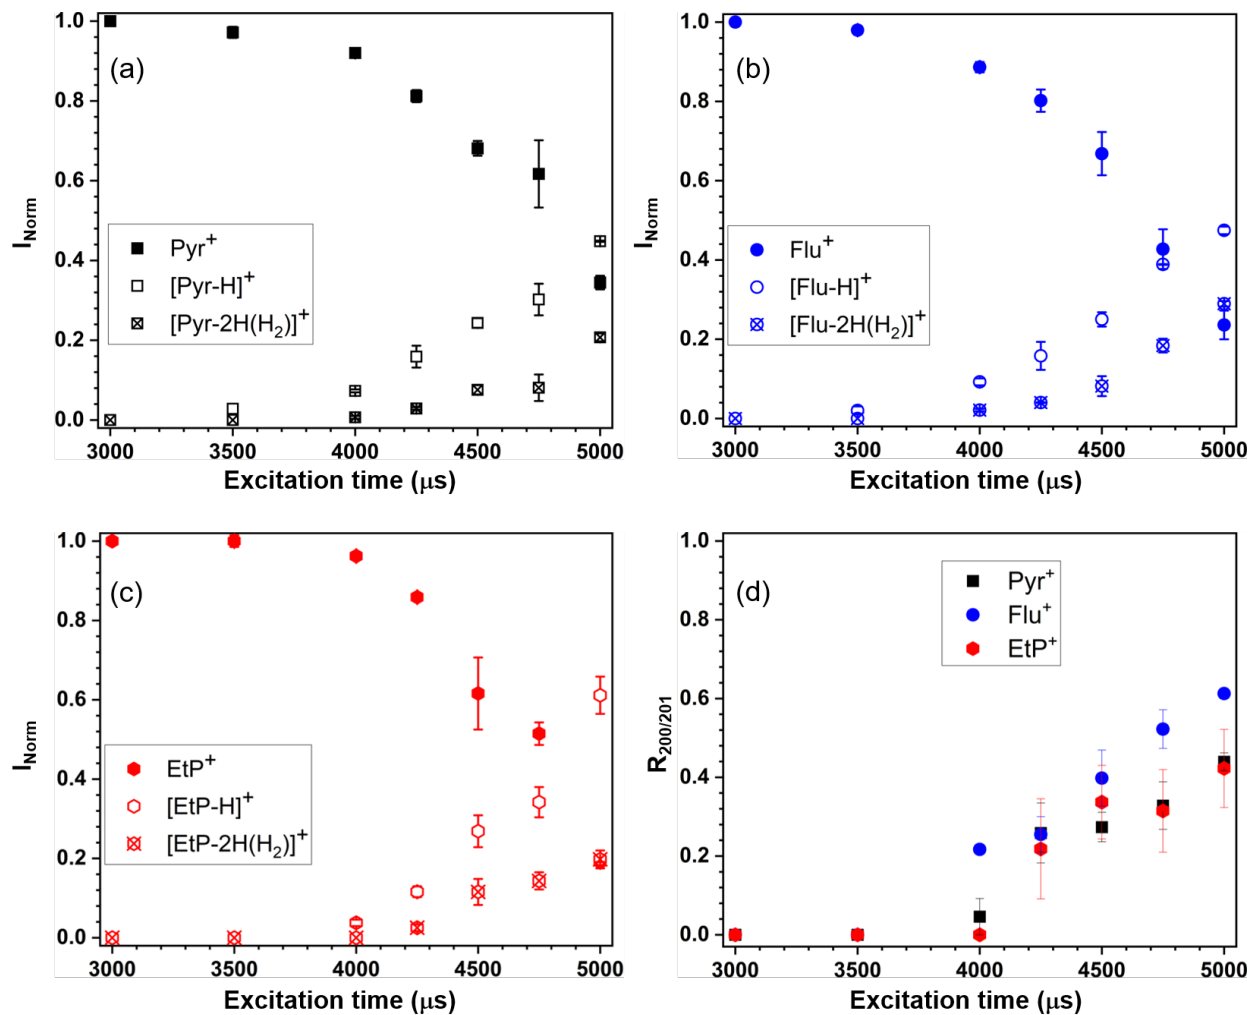 (a)
1.0
0.8
0.6
0.4
0.2
0.0
I_Norm
Pyr⁺
[Pyr-H]⁺
[Pyr-2H(H₂)]⁺
3000 3500 4000 4500 5000
Excitation time (μs)
(b)
1.0
0.8
0.6
0.4
0.2
0.0
I_Norm
Flu⁺
[Flu-H]⁺
[Flu-2H(H₂)]⁺
3000 3500 4000 4500 5000
Excitation time (μs)
(c)
1.0
0.8
0.6
0.4
0.2
0.0
I_Norm
EtP⁺
[EtP-H]⁺
[EtP-2H(H₂)]⁺
3000 3500 4000 4500 5000
Excitation time (μs)
(d)
1.0
0.8
0.6
0.4
0.2
0.0
R_200/201
Pyr⁺
Flu⁺
EtP⁺
3000 3500 4000 4500 5000
Excitation time (μs)